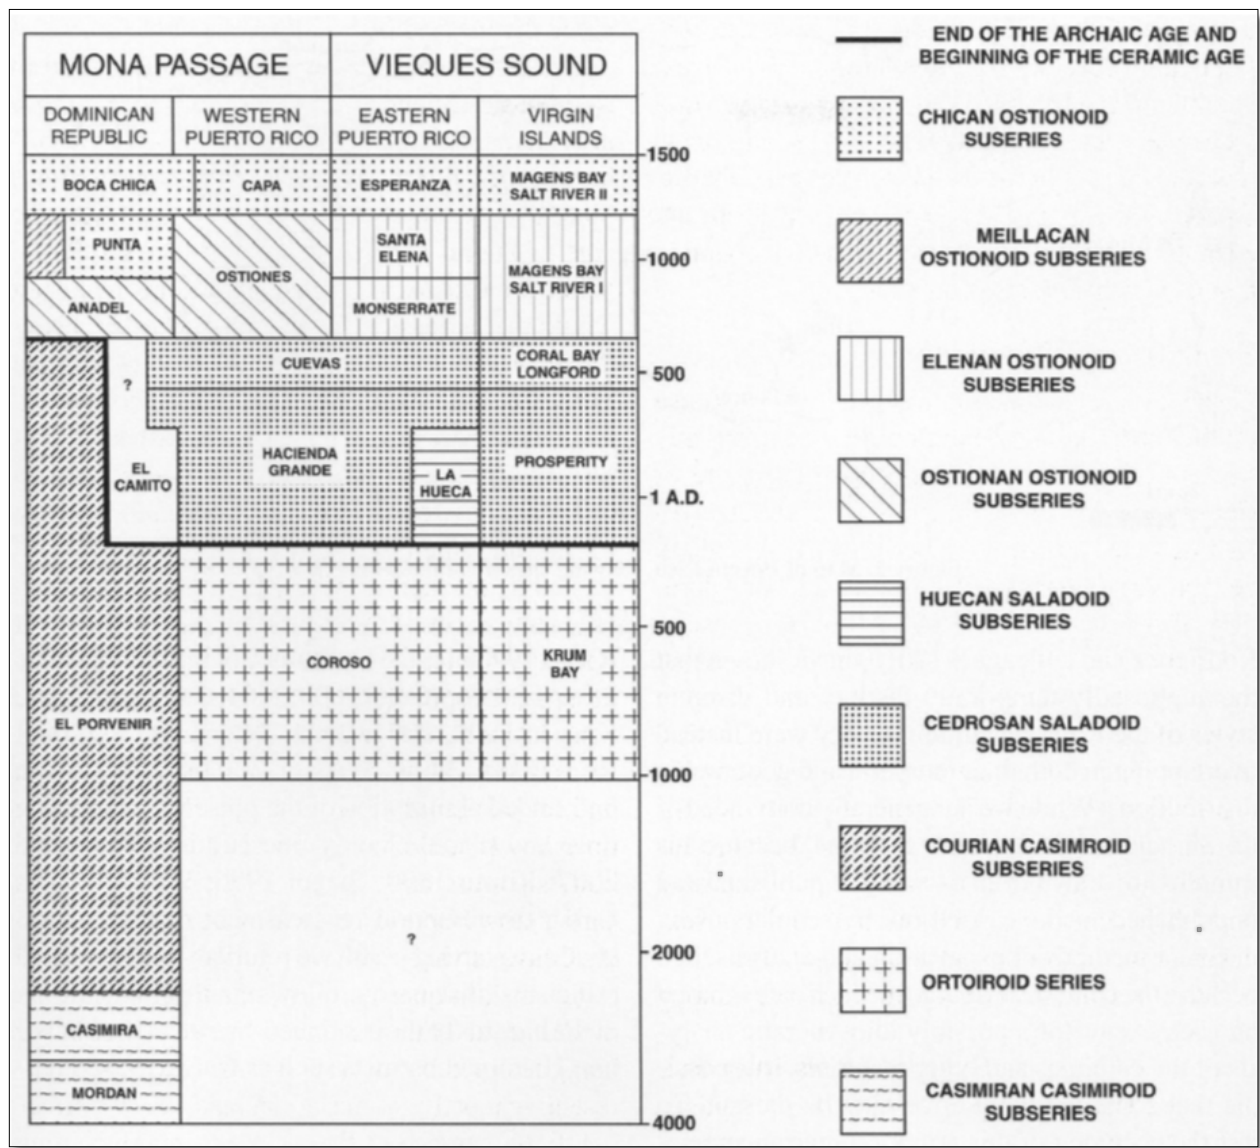 MONA PASSAGE
VIEQUES SOUND
DOMINICAN
REPUBLIC
WESTERN
PUERTO RICO
EASTERN
PUERTO RICO
VIRGIN
ISLANDS
1500
BOCA CHICA
CAPA
ESPERANZA
MAGENS BAY
SALT RIVER II
PUNTA
OSTIONES
SANTA
ELENA
MAGENS BAY
SALT RIVER I
1000
ANADEL
MONSERRATE
?
CUEVAS
CORAL BAY
LONGFORD
500
EL
CAMITO
HACIENDA
GRANDE
LA
HUECA
PROSPERITY
1 A.D.
500
COROSO
KRUM
BAY
EL PORVENIR
1000
?
2000
CASIMIRA
MORDAN
4000
END OF THE ARCHAIC AGE AND
BEGINNING OF THE CERAMIC AGE
CHICAN OSTIONOID
SUSERIES
MEILLACAN
OSTIONOID SUBSERIES
ELENAN OSTIONOID
SUBSERIES
OSTIONAN OSTIONOID
SUBSERIES
HUECAN SALADOID
SUBSERIES
CEDROSAN SALADOID
SUBSERIES
COURIAN CASIMROID
SUBSERIES
ORTOIROID SERIES
CASIMIRAN CASIMIROID
SUBSERIES